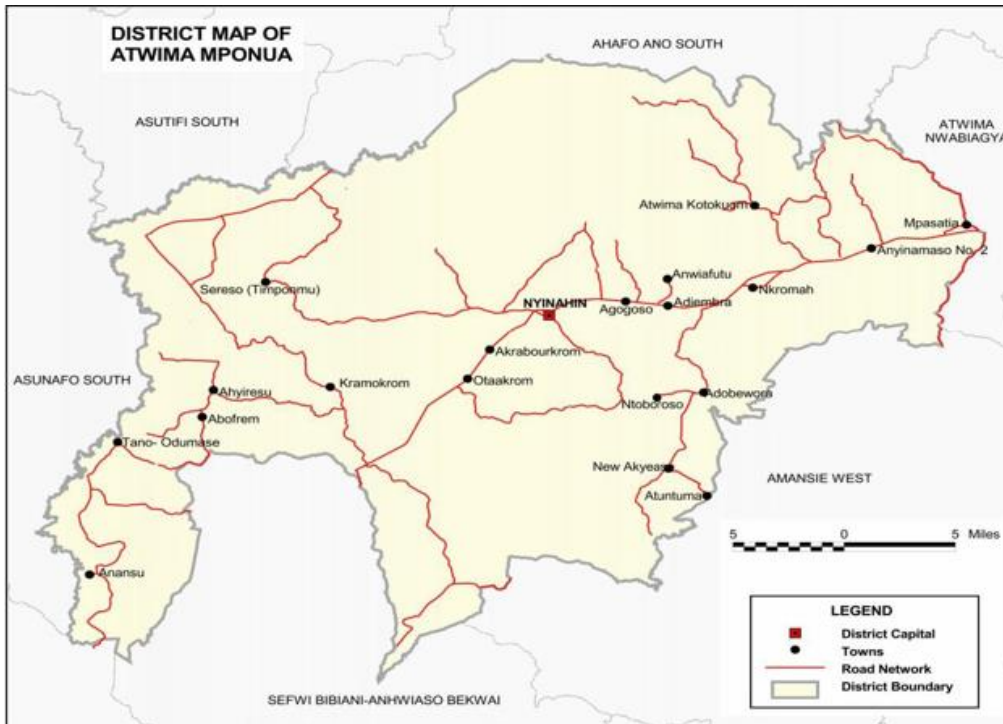 DISTRICT MAP OF
ATWIMA MPONUA
AHAFO ANO SOUTH
ASUTIFI SOUTH
ATWIMA
NWABIAGYA
Atwima Kotokuom
Mpasatia
Anyinamaso No. 2
Sereso (Timponmu)
Anwiafutu
Nkromah
NYINAHIN
Agogoso
Adiembra
Akrabourkrom
ASUNAFO SOUTH
Otaakrom
Kramokrom
Ahyiresu
Ntoboroso
Adobewora
Abofrem
Tano- Odumase
New Akyeas
AMANSIE WEST
Atuntuma
5 0 5 Miles
Anansu
LEGEND
District Capital
Towns
Road Network
District Boundary
SEFWI BIBIANI-ANHWIASO BEKWAI